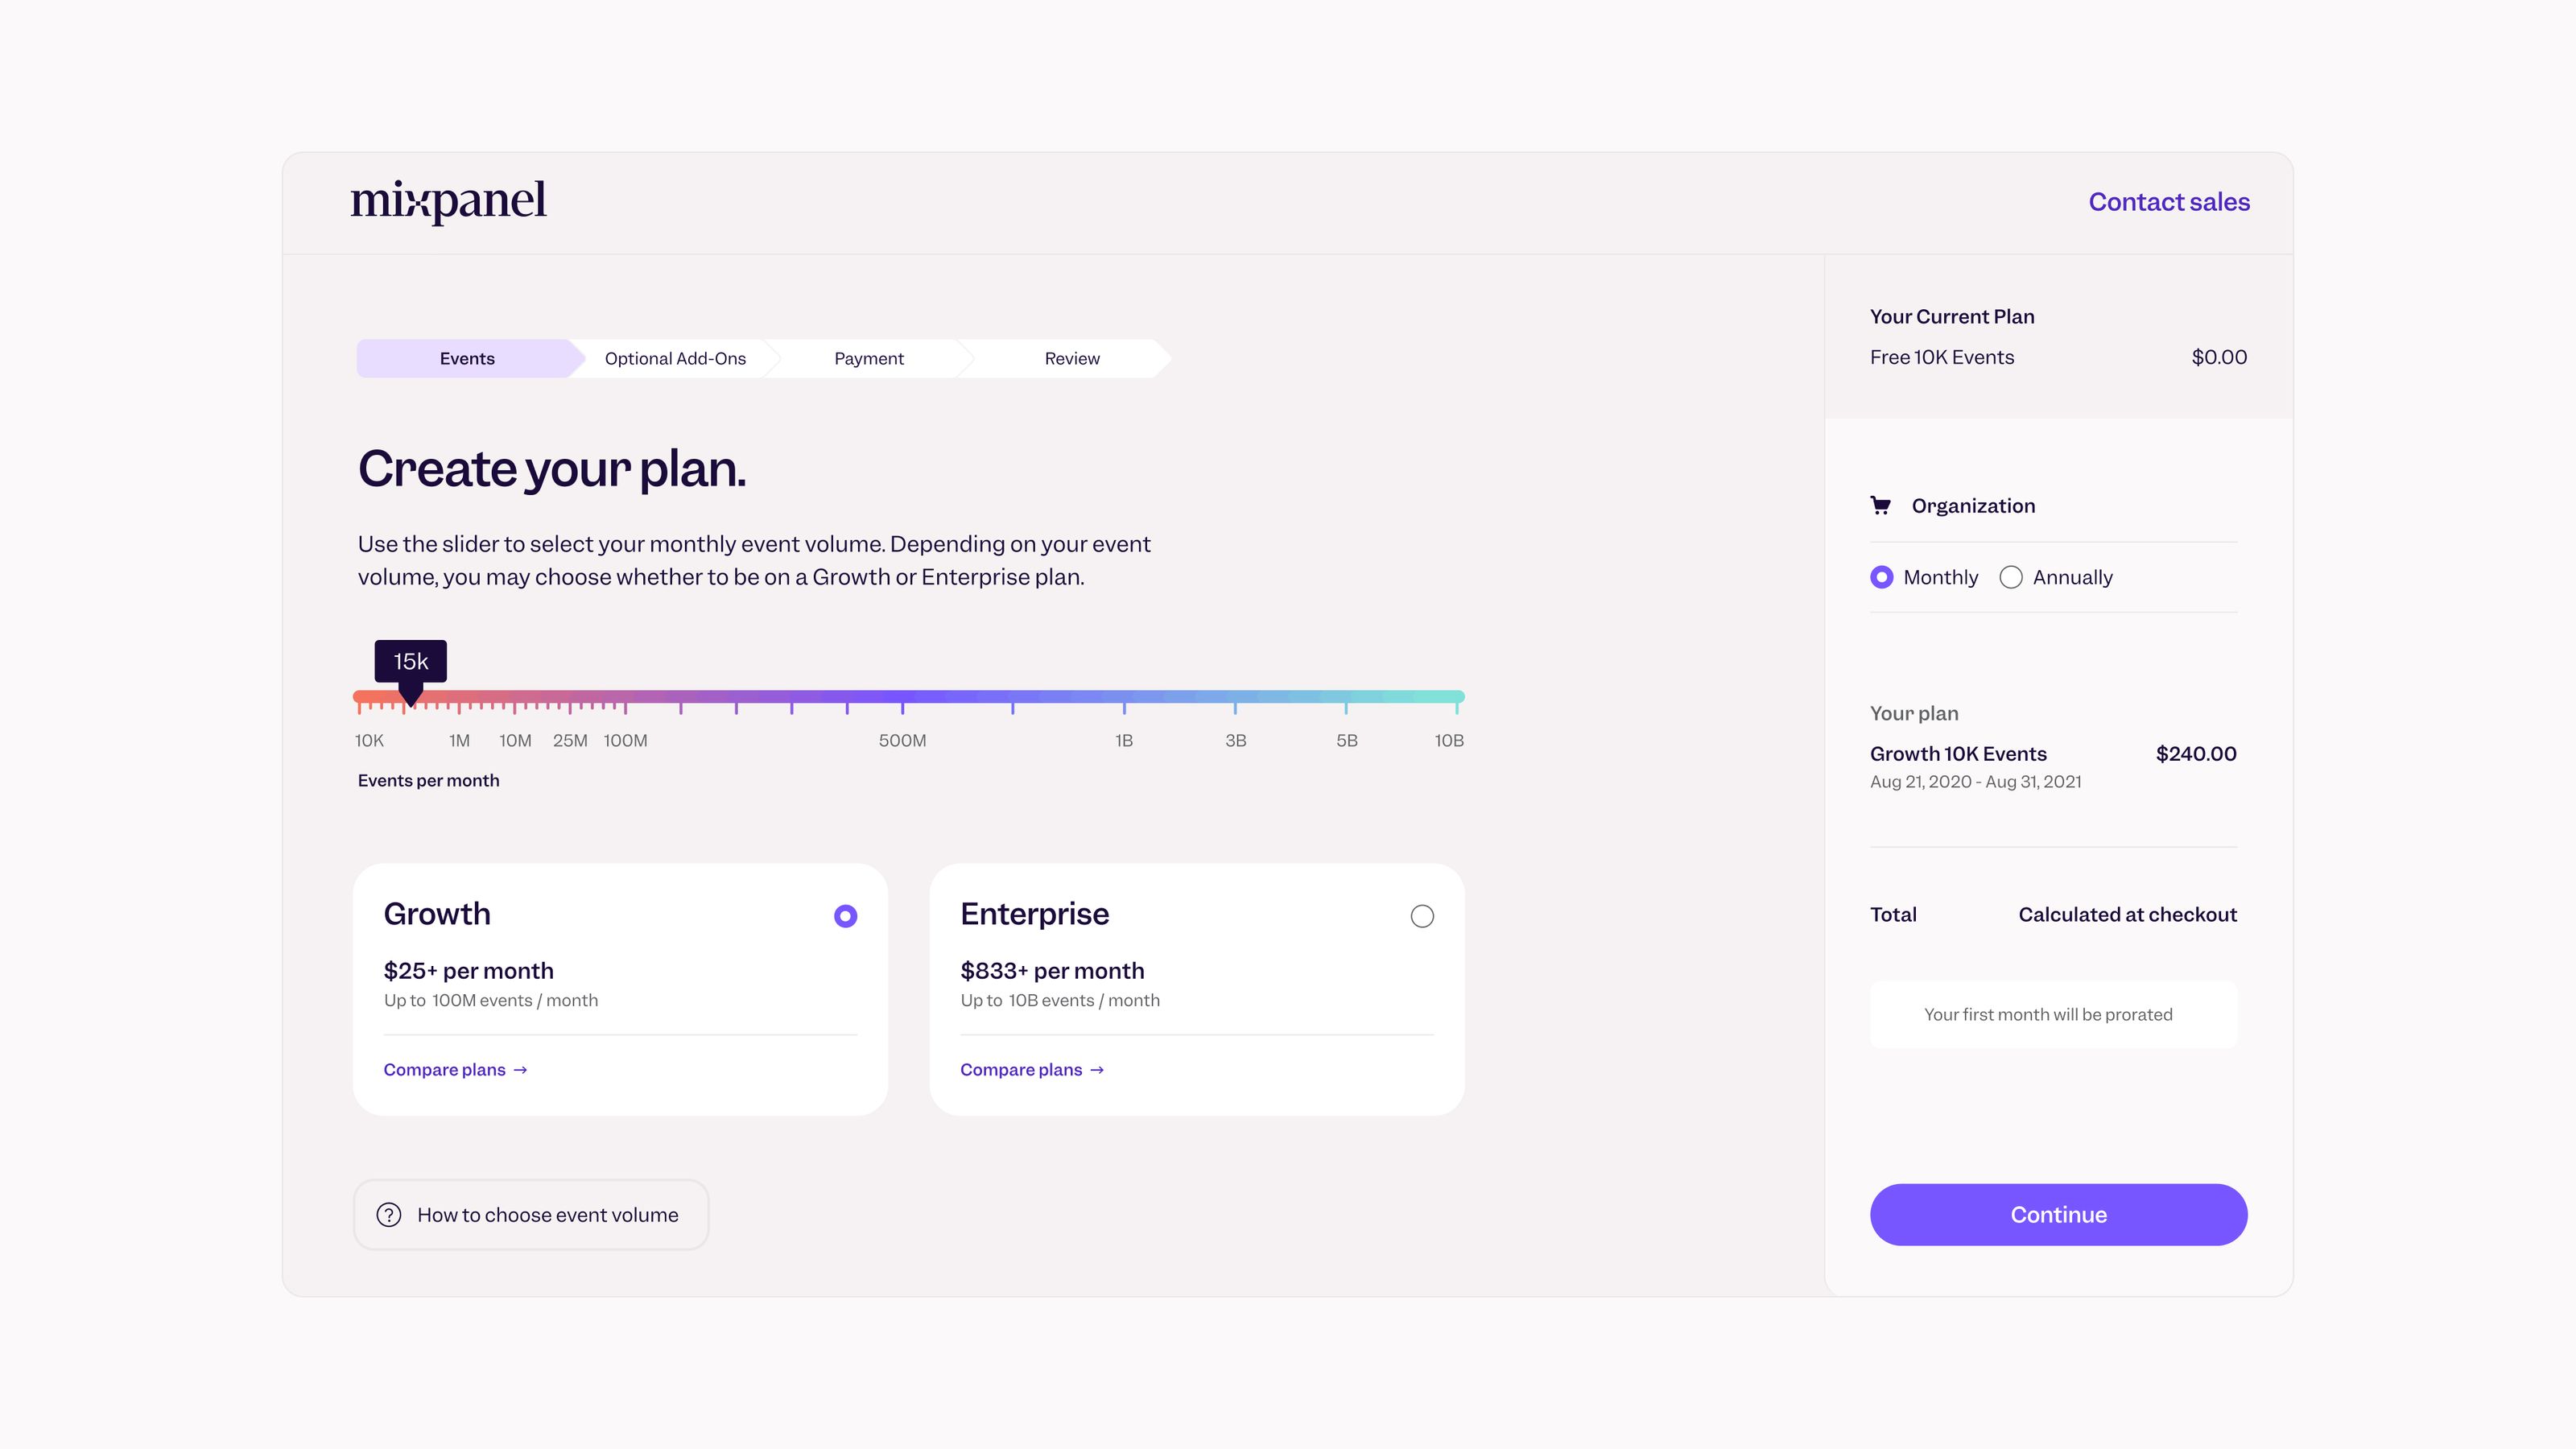 mixpanel
Contact sales
Events
Optional Add-Ons
Payment
Review
Create your plan.
Use the slider to select your monthly event volume. Depending on your event
volume, you may choose whether to be on a Growth or Enterprise plan.
15k
10K 1M 10M 25M 100M 500M 1B 3B 5B 10B
Events per month
Growth
$25+ per month
Up to 100M events / month
Compare plans →
Enterprise
$833+ per month
Up to 10B events / month
Compare plans →
? How to choose event volume
Your Current Plan
Free 10K Events $0.00
Organization
Monthly Annually
Your plan
Growth 10K Events $240.00
Aug 21, 2020 - Aug 31, 2021
Total Calculated at checkout
Your first month will be prorated
Continue